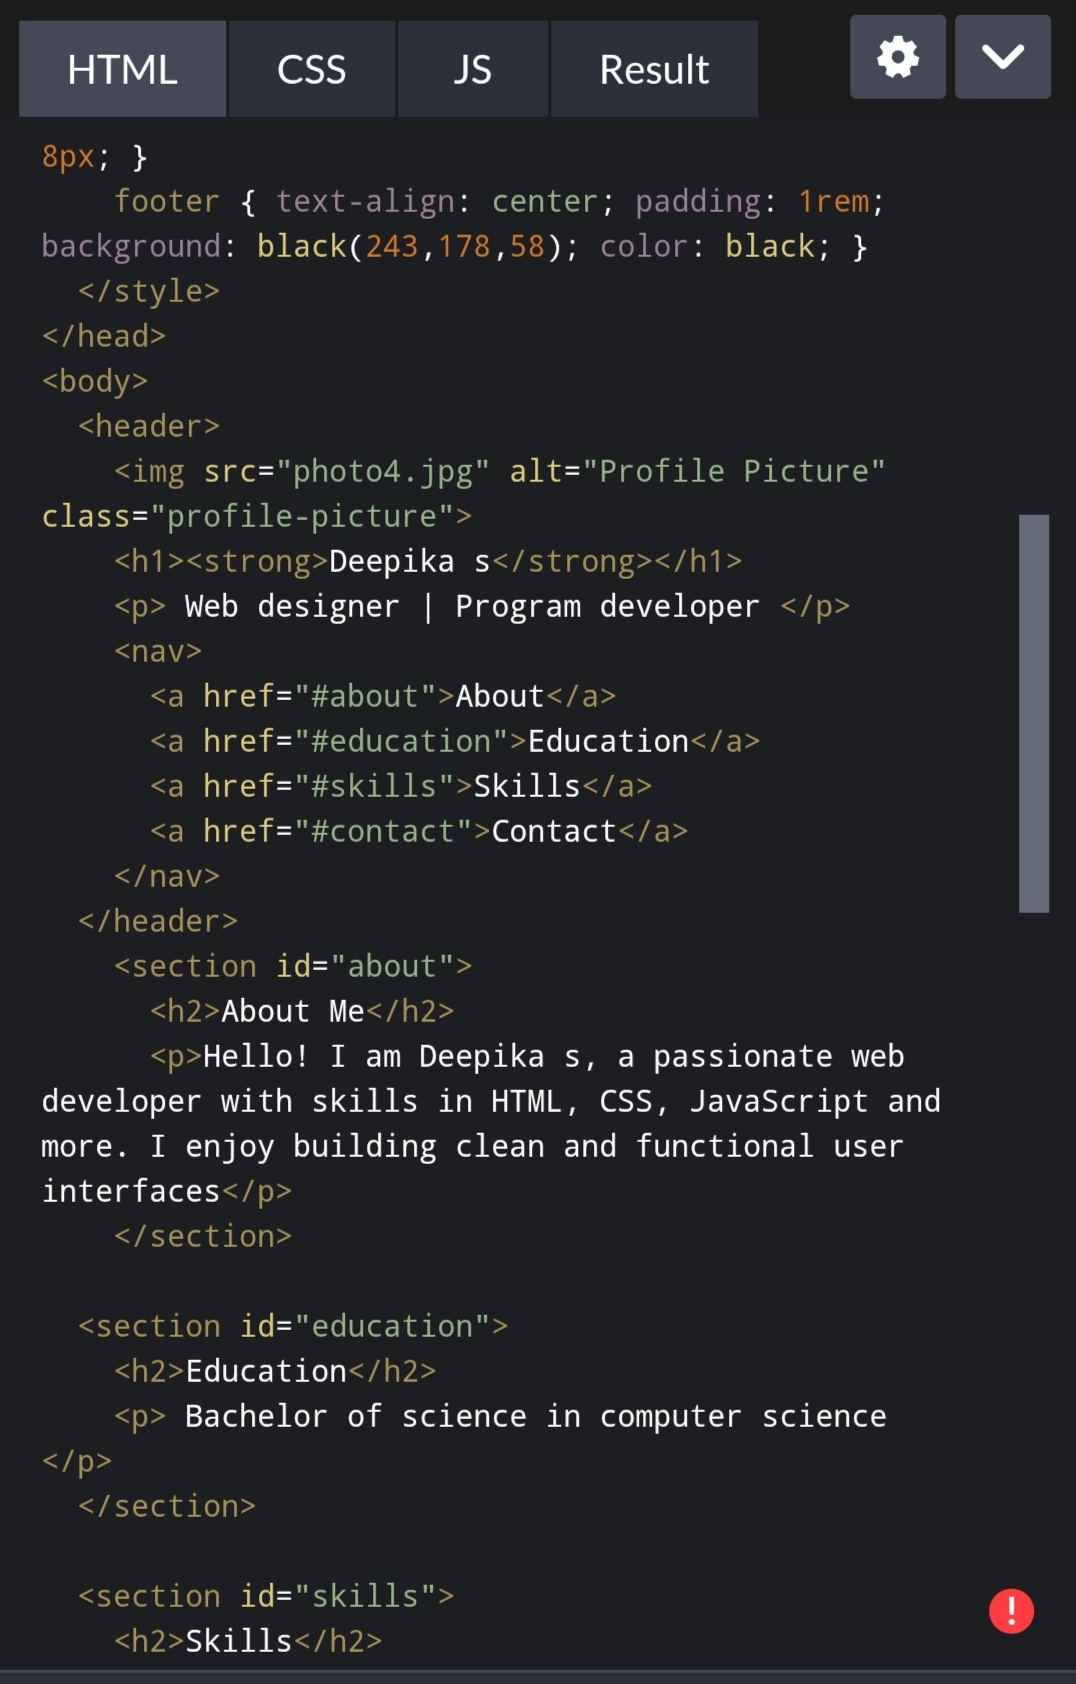 HTML CSS JS Result
8px; }
footer { text-align: center; padding: 1rem;
background: black(243,178,58); color: black; }
</style>
</head>
<body>
<header>
<img src="photo4.jpg" alt="Profile Picture"
class="profile-picture">
<h1><strong>Deepika s</strong></h1>
<p> Web designer | Program developer </p>
<nav>
<a href="#about">About</a>
<a href="#education">Education</a>
<a href="#skills">Skills</a>
<a href="#contact">Contact</a>
</nav>
</header>
<section id="about">
<h2>About Me</h2>
<p>Hello! I am Deepika s, a passionate web
developer with skills in HTML, CSS, JavaScript and
more. I enjoy building clean and functional user
interfaces</p>
</section>
<section id="education">
<h2>Education</h2>
<p> Bachelor of science in computer science
</p>
</section>
<section id="skills">
<h2>Skills</h2>